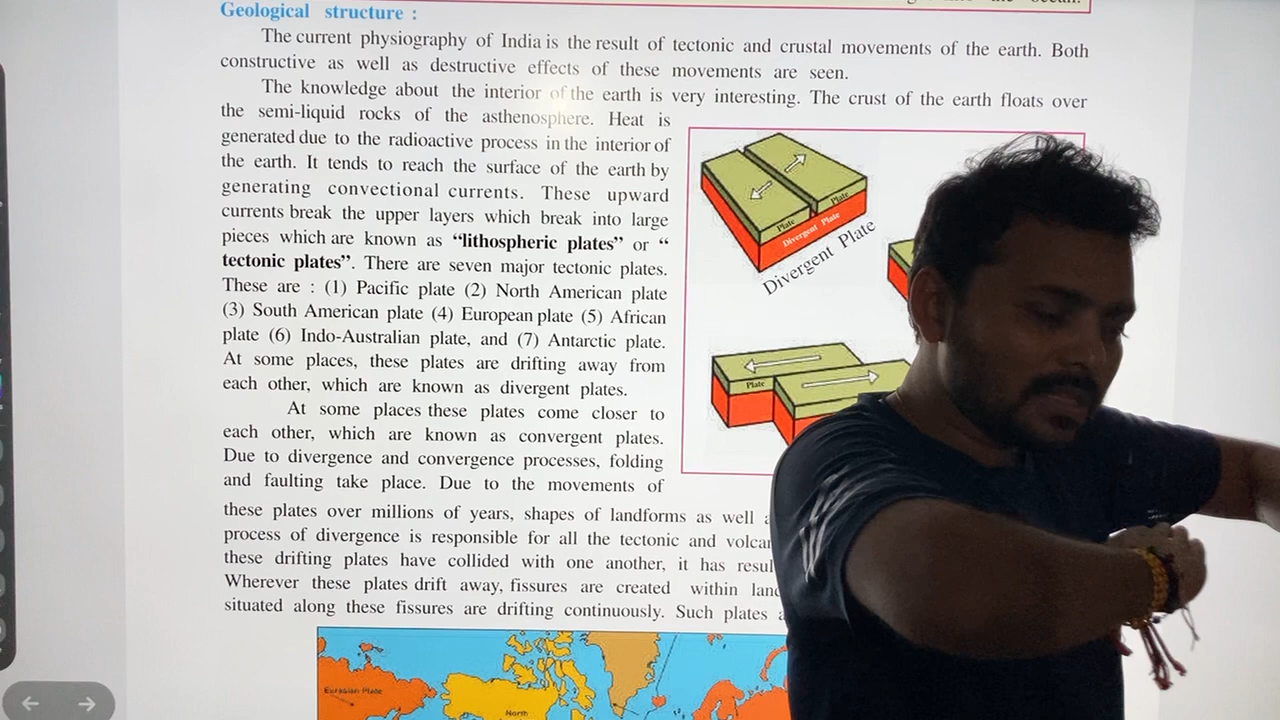 ocean.
Geological structure :
The current physiography of India is the result of tectonic and crustal movements of the earth. Both
constructive as well as destructive effects of these movements are seen.
The knowledge about the interior of the earth is very interesting. The crust of the earth floats over
the semi-liquid rocks of the asthenosphere. Heat is
generated due to the radioactive process in the interior of
the earth. It tends to reach the surface of the earth by
generating convectional currents. These upward
currents break the upper layers which break into large
pieces which are known as “lithospheric plates” or “
tectonic plates”. There are seven major tectonic plates.
These are : (1) Pacific plate (2) North American plate
(3) South American plate (4) European plate (5) African
plate (6) Indo-Australian plate, and (7) Antarctic plate.
At some places, these plates are drifting away from
each other, which are known as divergent plates.
At some places these plates come closer to
each other, which are known as convergent plates.
Due to divergence and convergence processes, folding
and faulting take place. Due to the movements of
these plates over millions of years, shapes of landforms as well
process of divergence is responsible for all the tectonic and
these drifting plates have collided with one another, it has
Wherever these plates drift away, fissures are created within
situated along these fissures are drifting continuously. Such plates
Plate
Plate
Divergent Plate
Divergent Plate
Plate
Eurasian Plate
North